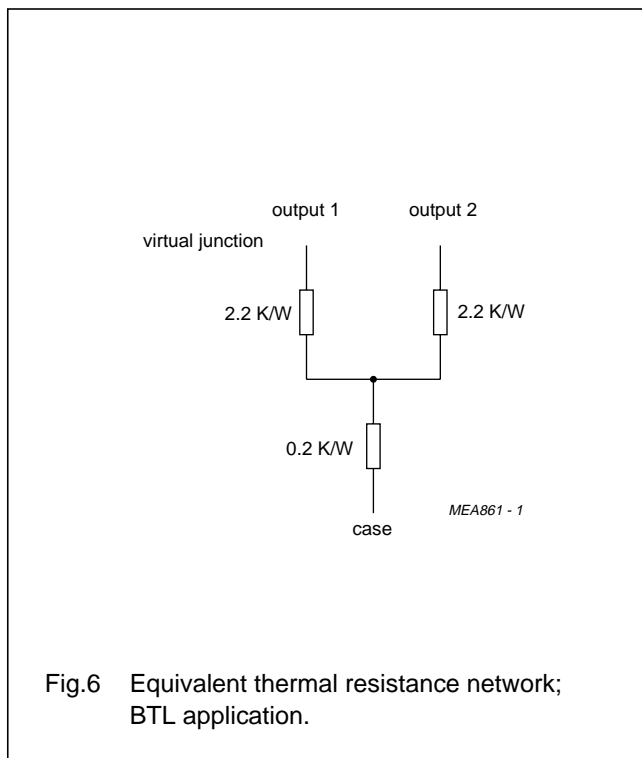 output 1 output 2
virtual junction
2.2 K/W 2.2 K/W
0.2 K/W
MEA861 - 1
case
Fig.6 Equivalent thermal resistance network;
BTL application.